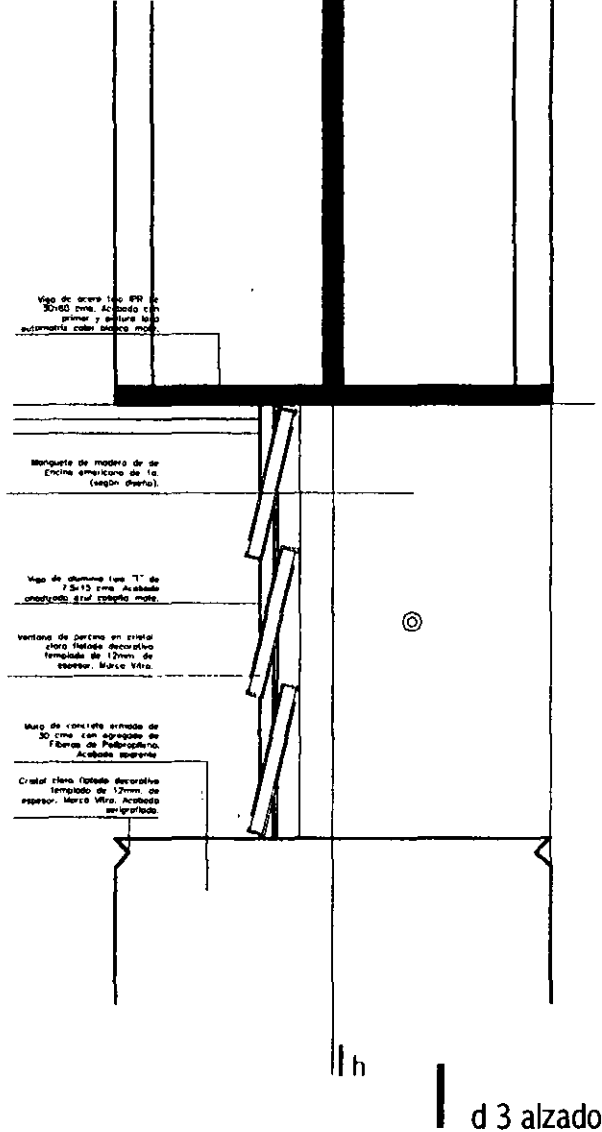 Viga de acero tipo IPR de
30x60 cms. Acabado con
primer y pintura laca
automotriz color blanco mate.
Manguete de madera de de
Encino americano de 1a.
(según diseño).
Viga de aluminio tipo "T" de
7.5x15 cms. Acabado
anodizado azul cobalto mate.
Ventana de persiana en cristal
claro flotado decorativo
templado de 12mm. de
espesor. Marca Vitro.
Muro de concreto armado de
30 cms. con agregado de
Fibras de Polipropileno.
Acabado aparente.
Cristal claro flotado decorativo
templado de 12mm. de
espesor. Marca Vitro. Acabado
serigrafiado.
h
d 3 alzado